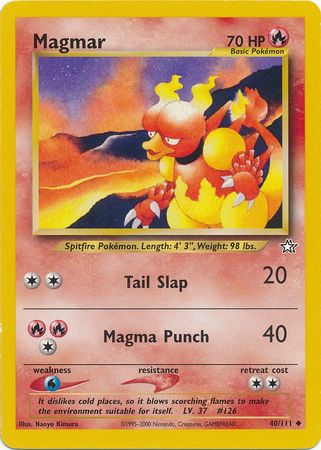 Magmar
70 HP
Basic Pokémon
Spitfire Pokémon. Length: 4' 3", Weight: 98 lbs.
Tail Slap 20
Magma Punch 40
weakness resistance retreat cost
It dislikes cold places, so it blows scorching flames to make
the environment suitable for itself. LV. 37 #126
Illus. Naoyo Kimura ©1995-2000 Nintendo, Creatures, GAMEFREAK. 40/111